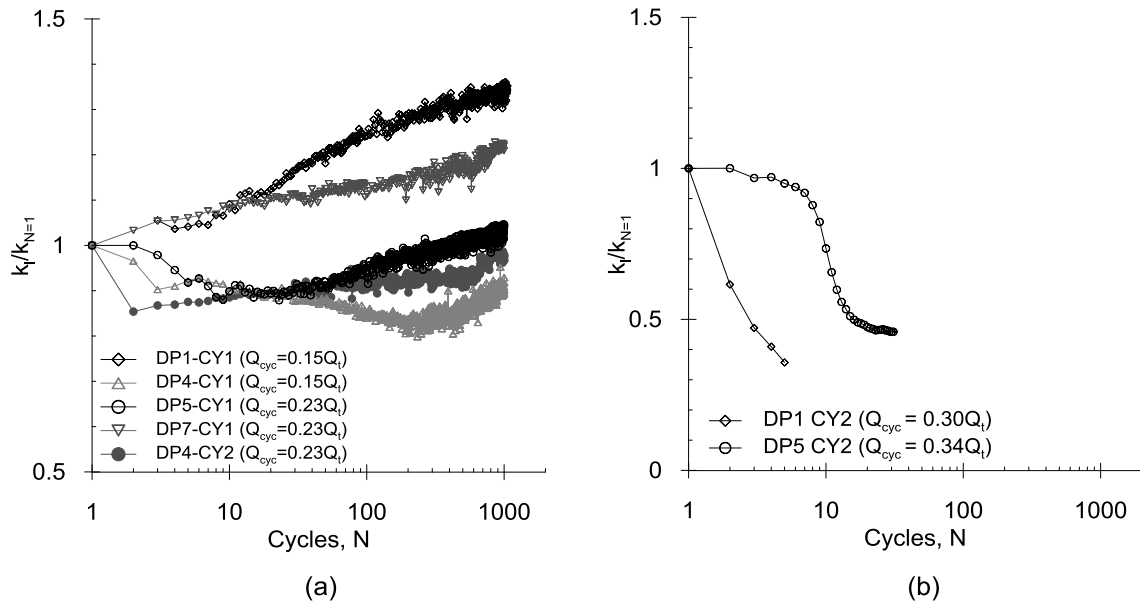 1.5
1
0.5
kₗ/k_N=1
1 10 100 1000
Cycles, N
DP1-CY1 (Q_cyc=0.15Q_t)
DP4-CY1 (Q_cyc=0.15Q_t)
DP5-CY1 (Q_cyc=0.23Q_t)
DP7-CY1 (Q_cyc=0.23Q_t)
DP4-CY2 (Q_cyc=0.23Q_t)
(a)
1.5
1
0.5
0
kₗ/k_N=1
1 10 100 1000
Cycles, N
DP1 CY2 (Q_cyc = 0.30Q_t)
DP5 CY2 (Q_cyc = 0.34Q_t)
(b)